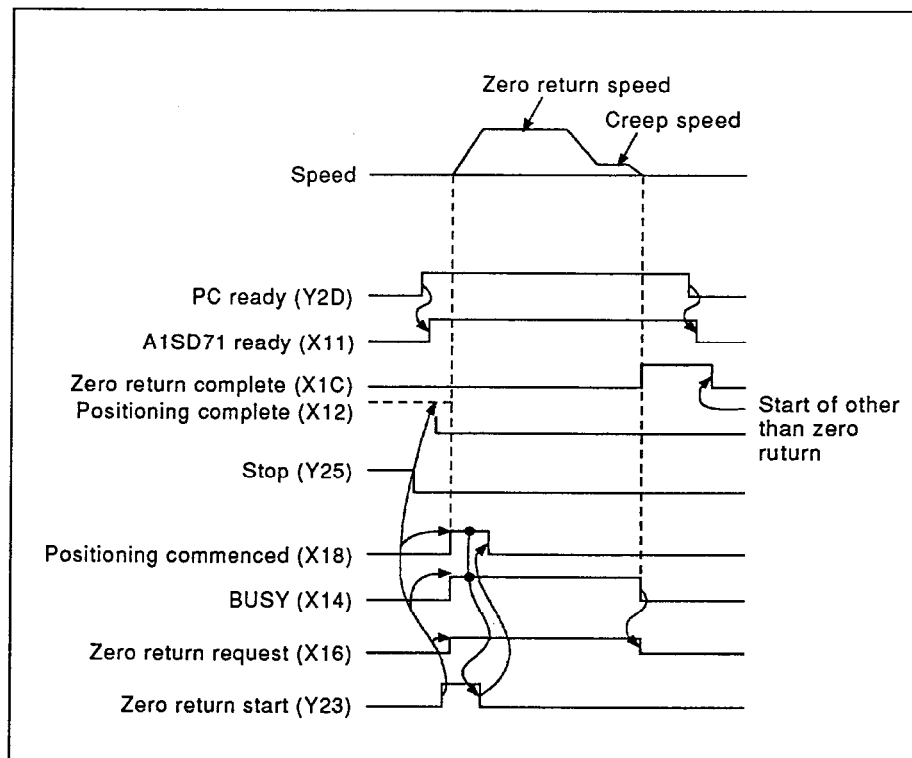 Zero return speed
Creep speed
Speed
PC ready (Y2D)
A1SD71 ready (X11)
Zero return complete (X1C)
Positioning complete (X12)
Start of other
than zero
ruturn
Stop (Y25)
Positioning commenced (X18)
BUSY (X14)
Zero return request (X16)
Zero return start (Y23)